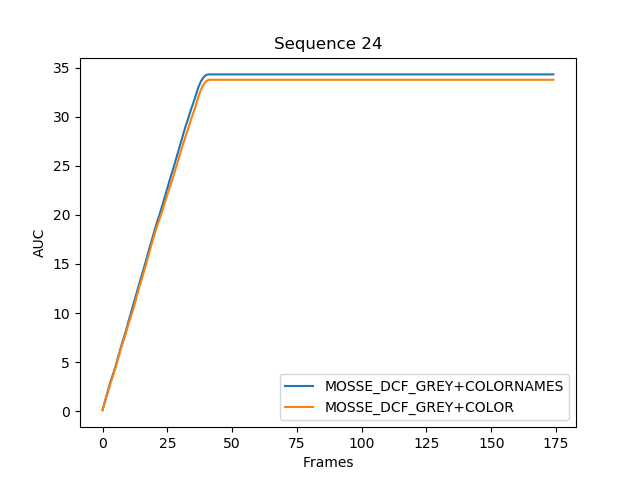 Sequence 24
AUC
35
30
25
20
15
10
5
0
0 25 50 75 100 125 150 175
Frames
MOSSE_DCF_GREY+COLORNAMES
MOSSE_DCF_GREY+COLOR